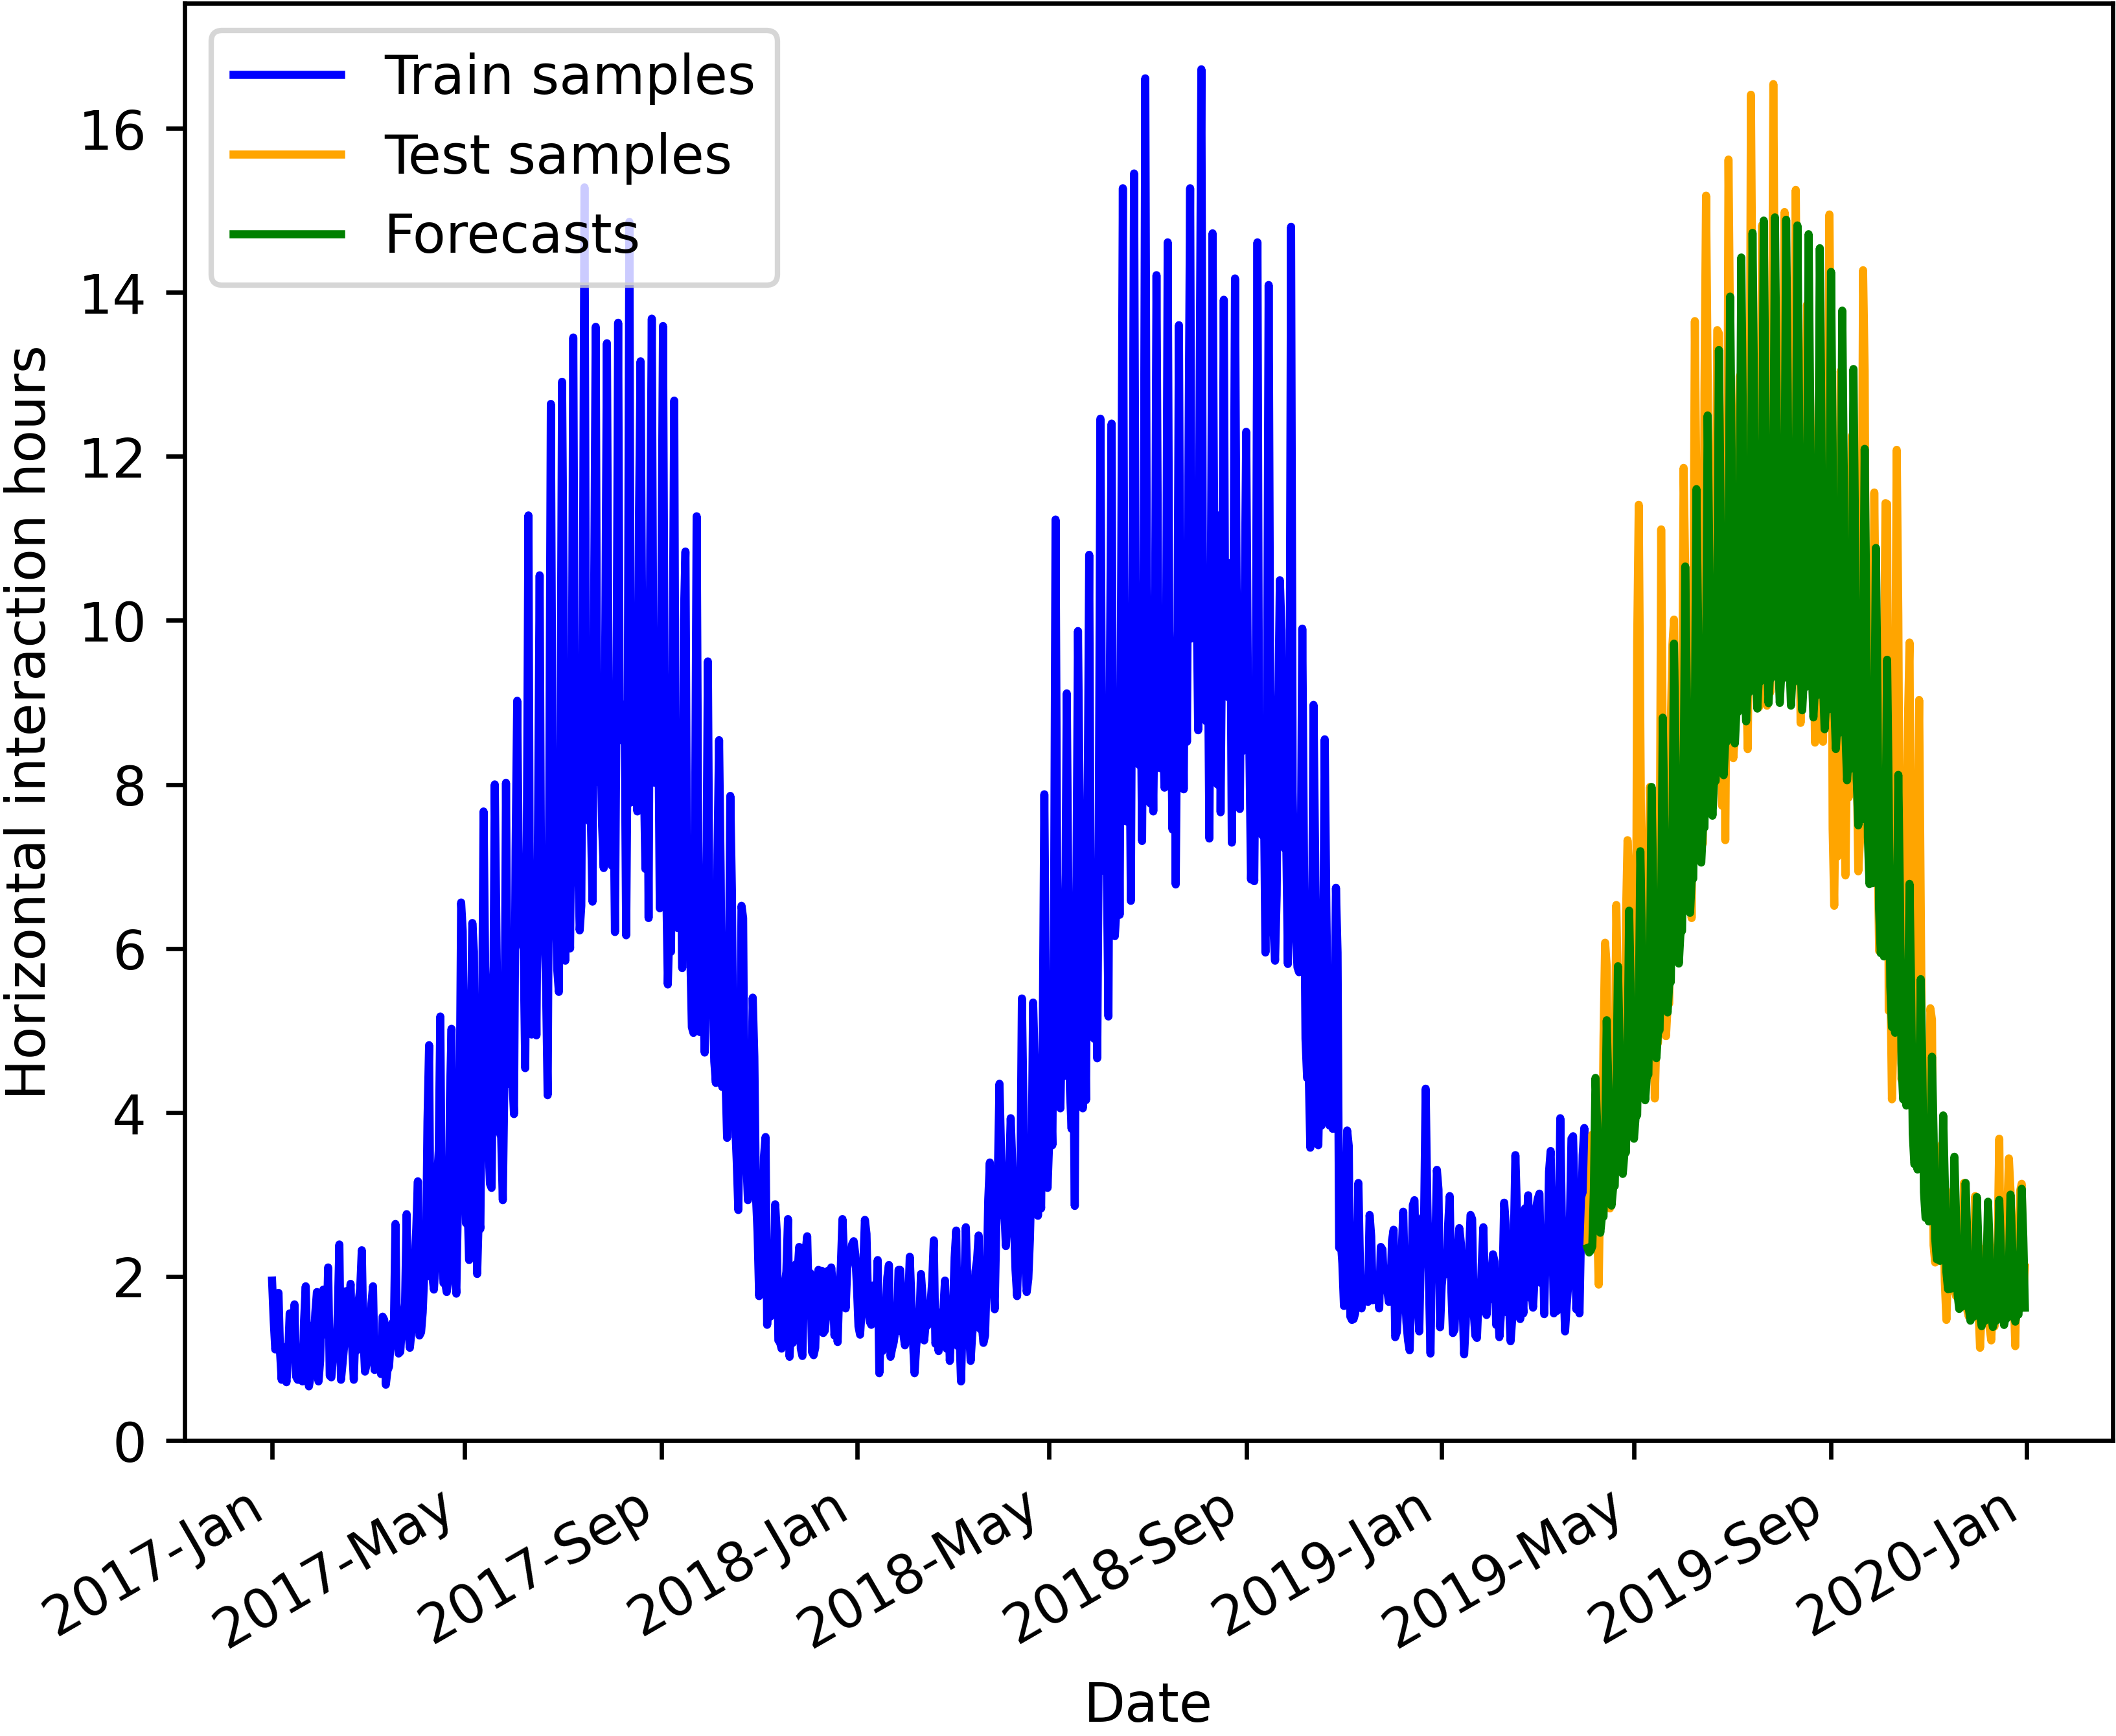 Train samples
Test samples
Forecasts
Horizontal interaction hours
16
14
12
10
8
6
4
2
0
2017-Jan
2017-May
2017-Sep
2018-Jan
2018-May
2018-Sep
2019-Jan
2019-May
2019-Sep
2020-Jan
Date